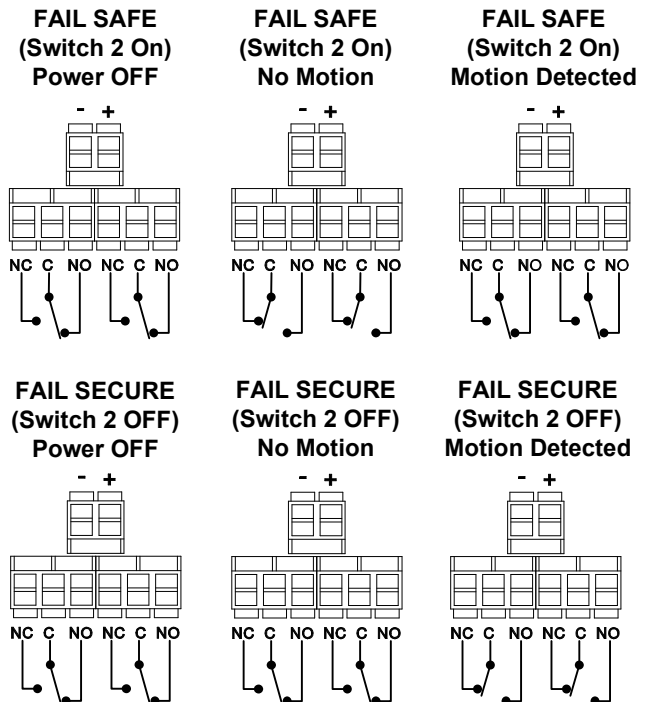 FAIL SAFE
(Switch 2 On)
Power OFF
- +
NC C NO NC C NO
FAIL SAFE
(Switch 2 On)
No Motion
- +
NC C NO NC C NO
FAIL SAFE
(Switch 2 On)
Motion Detected
- +
NC C NO NC C NO
FAIL SECURE
(Switch 2 OFF)
Power OFF
- +
NC C NO NC C NO
FAIL SECURE
(Switch 2 OFF)
No Motion
- +
NC C NO NC C NO
FAIL SECURE
(Switch 2 OFF)
Motion Detected
- +
NC C NO NC C NO